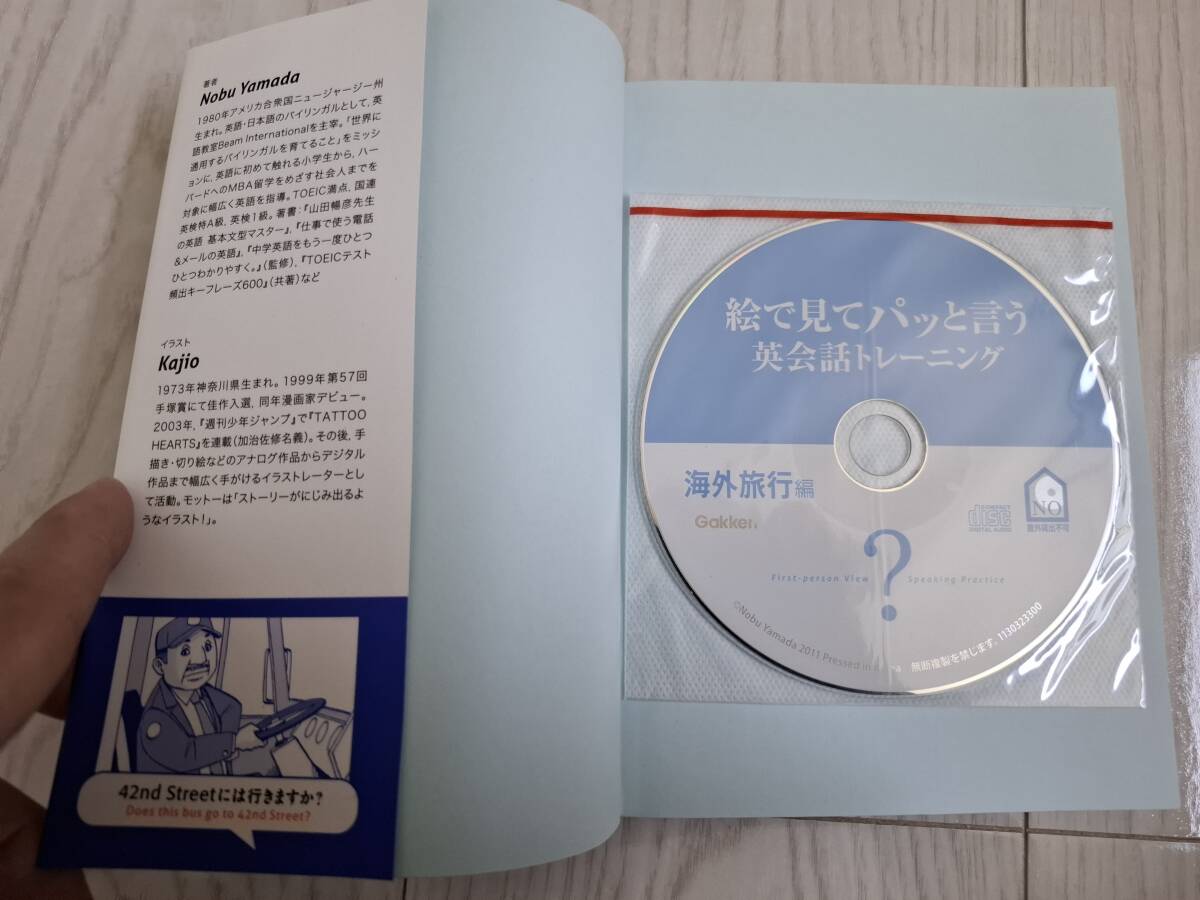 著者
Nobu Yamada
1980年アメリカ合衆国ニュージャージー州
生まれ。英語・日本語のバイリンガルとして、英
語教室Beam Internationalを主宰。「世界に
通用するバイリンガルを育てること」をミッシ
ョンに、英語に初めて触れる小学生から、ハー
バードへのMBA留学をめざす社会人までを
対象に幅広く英語を指導。TOEIC満点、国連
英検特A級、英検1級。著書:『山田暢彦先生
の英語 基本文型マスター』、『仕事で使う電話
&メールの英語』、『中学英語をもう一度ひとつ
ひとつわかりやすく。』(監修)、『TOEICテスト
頻出キーフレーズ600』(共著)など
イラスト
Kajio
1973年神奈川県生まれ。1999年第57回
手塚賞にて佳作入選、同年漫画家デビュー。
2003年、『週刊少年ジャンプ』で『TATTOO
HEARTS』を連載(加治佐修名義)。その後、手
描き・切り絵などのアナログ作品からデジタル
作品まで幅広く手がけるイラストレーターとし
て活動。モットーは「ストーリーがにじみ出るよ
うなイラスト!」。
42nd Streetには行きますか?
Does this bus go to 42nd Street?
絵で見てパッと言う
英会話トレーニング
海外旅行編
Gakken
COMPACT
disc
DIGITAL AUDIO
NO
館外貸出不可
?
First-person View Speaking Practice
©Nobu Yamada 2011 Pressed in 無断複製を禁じます。1130323300